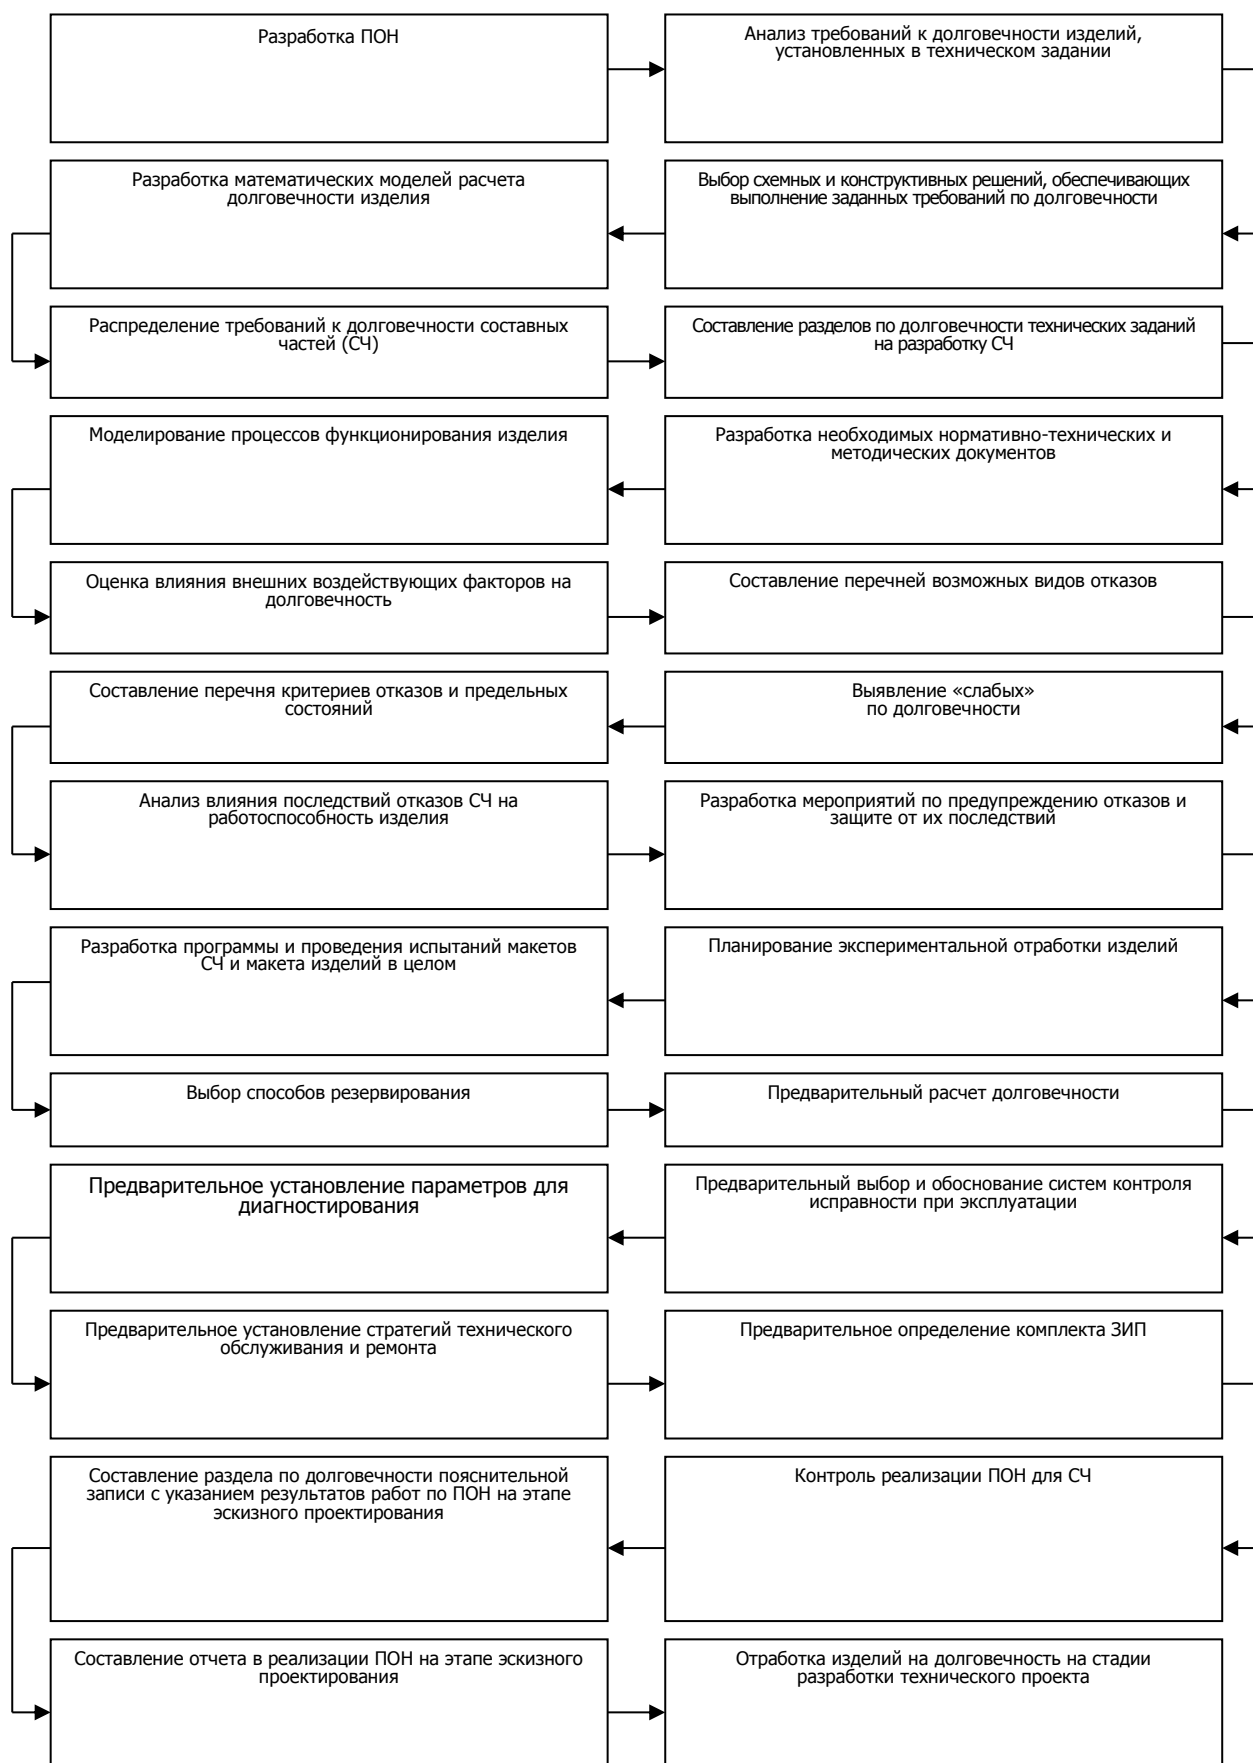 Разработка ПОН
Анализ требований к долговечности изделий,
установленных в техническом задании
Разработка математических моделей расчета
долговечности изделия
Выбор схемных и конструктивных решений, обеспечивающих
выполнение заданных требований по долговечности
Распределение требований к долговечности составных
частей (СЧ)
Составление разделов по долговечности технических заданий
на разработку СЧ
Моделирование процессов функционирования изделия
Разработка необходимых нормативно-технических и
методических документов
Оценка влияния внешних воздействующих факторов на
долговечность
Составление перечней возможных видов отказов
Составление перечня критериев отказов и предельных
состояний
Выявление «слабых»
по долговечности
Анализ влияния последствий отказов СЧ на
работоспособность изделия
Разработка мероприятий по предупреждению отказов и
защите от их последствий
Разработка программы и проведения испытаний макетов
СЧ и макета изделий в целом
Планирование экспериментальной отработки изделий
Выбор способов резервирования
Предварительный расчет долговечности
Предварительное установление параметров для
диагностирования
Предварительный выбор и обоснование систем контроля
исправности при эксплуатации
Предварительное установление стратегий технического
обслуживания и ремонта
Предварительное определение комплекта ЗИП
Составление раздела по долговечности пояснительной
записи с указанием результатов работ по ПОН на этапе
эскизного проектирования
Контроль реализации ПОН для СЧ
Составление отчета в реализации ПОН на этапе эскизного
проектирования
Отработка изделий на долговечность на стадии
разработки технического проекта